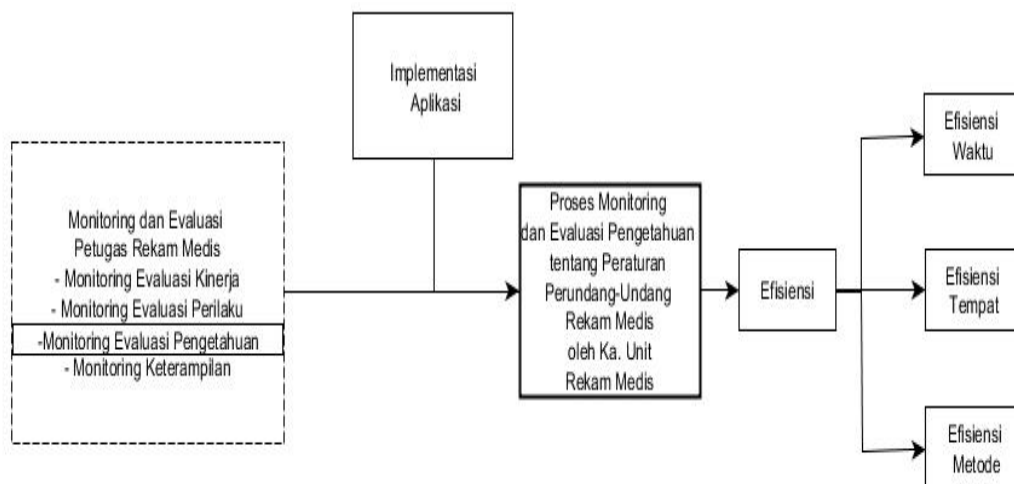 Implementasi
Aplikasi
Monitoring dan Evaluasi
Petugas Rekam Medis
- Monitoring Evaluasi Kinerja
- Monitoring Evaluasi Perilaku
-Monitoring Evaluasi Pengetahuan
- Monitoring Keterampilan
Proses Monitoring
dan Evaluasi Pengetahuan
tentang Peraturan
Perundang-Undang
Rekam Medis
oleh Ka. Unit
Rekam Medis
Efisiensi
Efisiensi
Waktu
Efisiensi
Tempat
Efisiensi
Metode